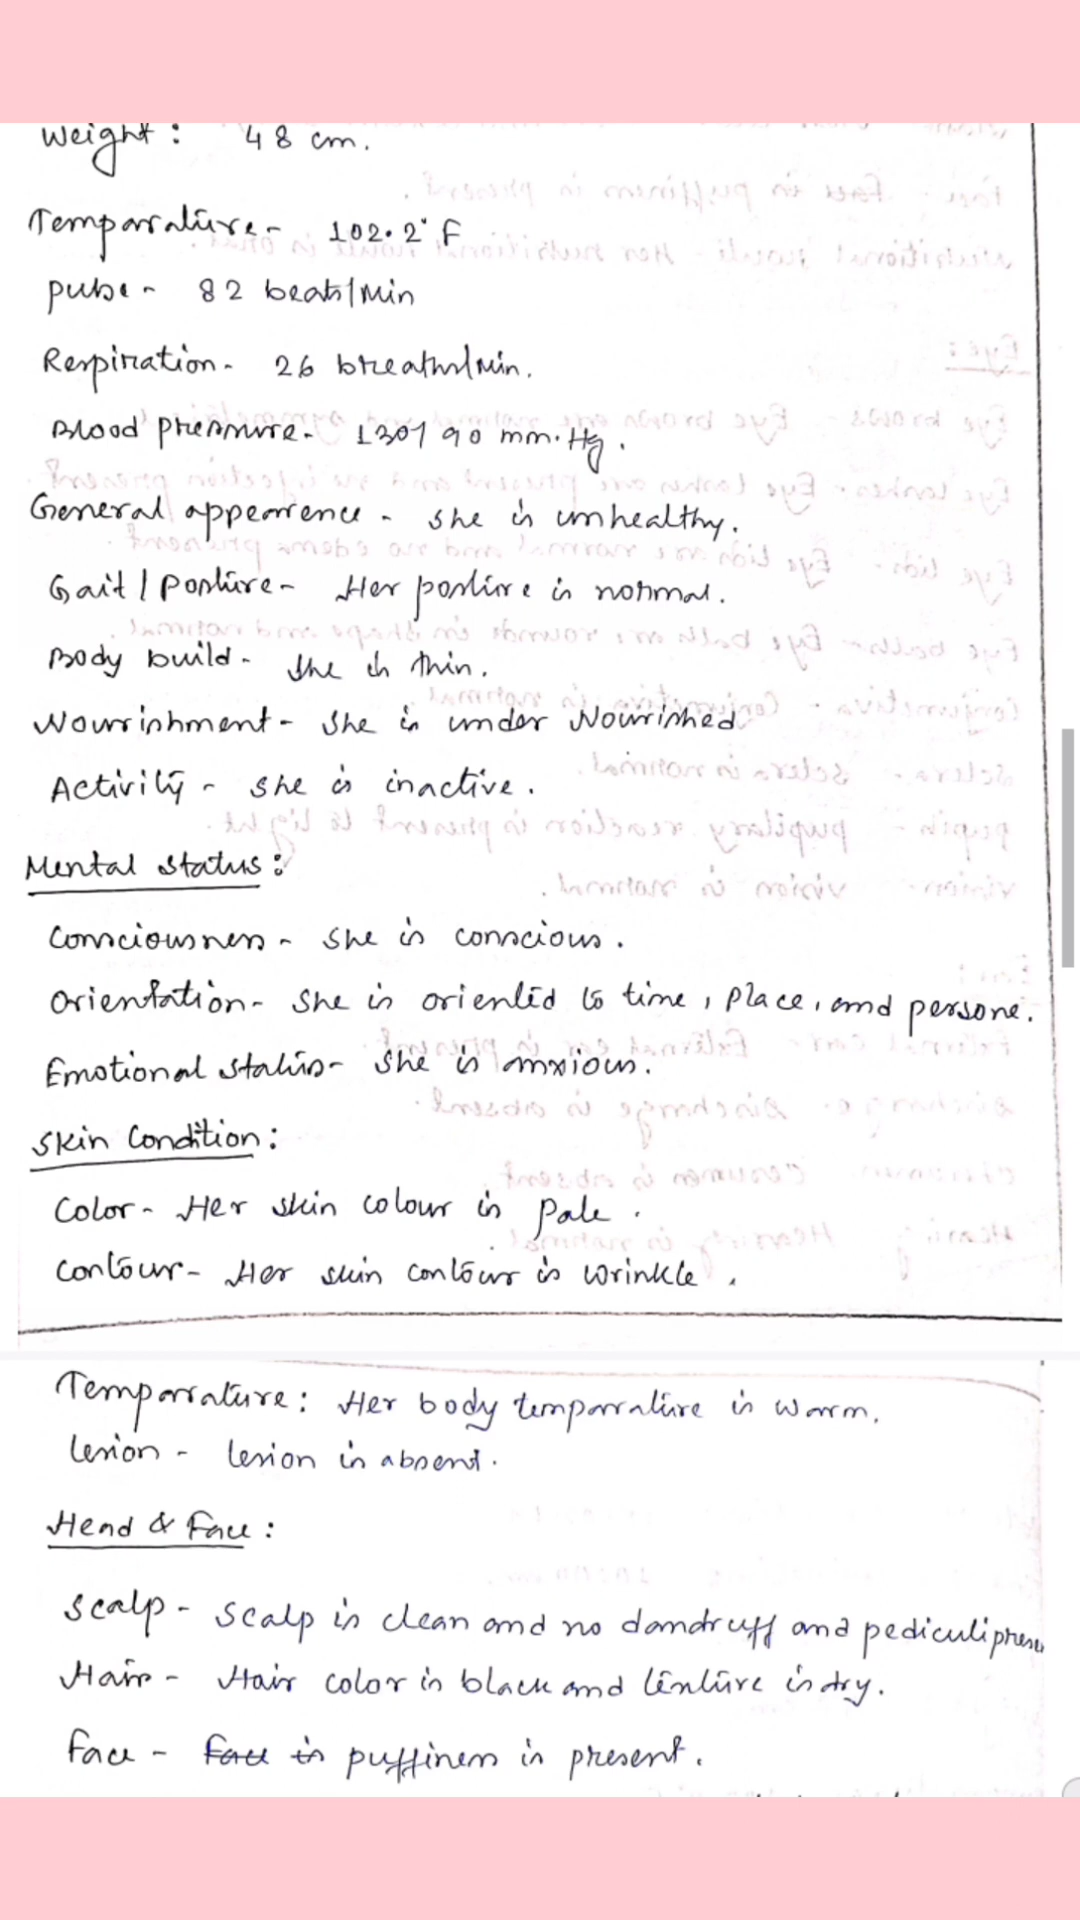 Weight: 48 cm.
Temparature- 102.2°F
pulse- 82 beats/Min
Respiration- 26 breaths/Min.
Blood pressure- 130/90 mm.Hg.
General appearence- she is unhealthy.
Gait/Posture- Her posture is normal.
Body build- she is thin.
Nourishment- she is under Nourished
Activity- she is inactive.
Mental status:
Consciousness- she is conscious.
Orientation- she is oriented to time, place, and persone.
Emotional status- she is anxious.
Skin Condition:
Color- Her skin colour is pale.
Contour- Her skin contour is wrinkle.
Temparature: Her body temparature is warm.
lesion- lesion is absent.
Head & Face:
Scalp- Scalp is clean and no dandruff and pediculi
Hair- Hair color is black and texture is dry.
Face- Face is puffiness is present.